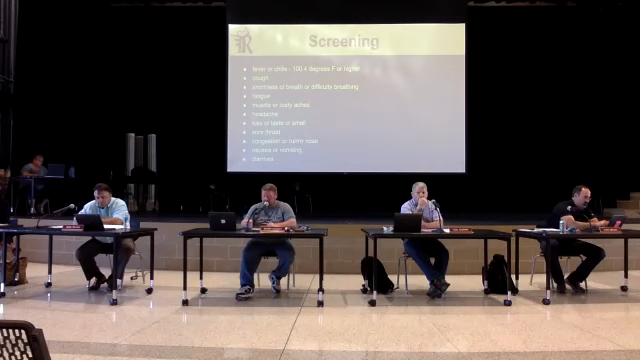 R
Screening
fever or chills - 100.4 degrees F or higher
cough
shortness of breath or difficulty breathing
fatigue
muscle or body aches
headache
loss of taste or smell
sore throat
congestion or runny nose
nausea or vomiting
diarrhea